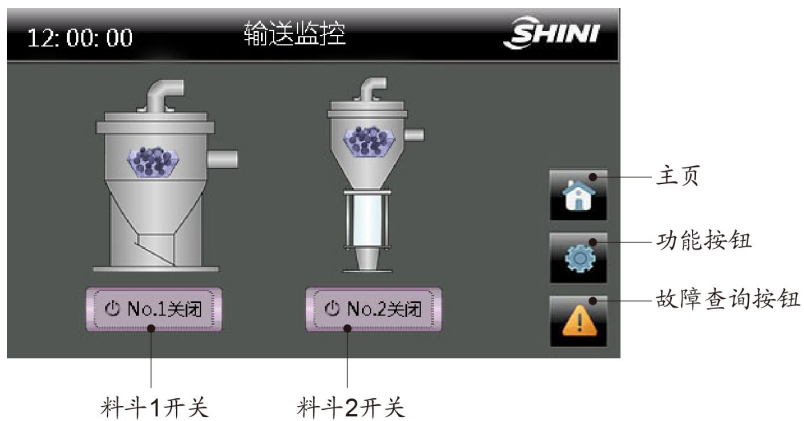 12:00:00
输送监控
SHINI
主页
功能按钮
故障查询按钮
No.1关闭
No.2关闭
料斗1开关
料斗2开关